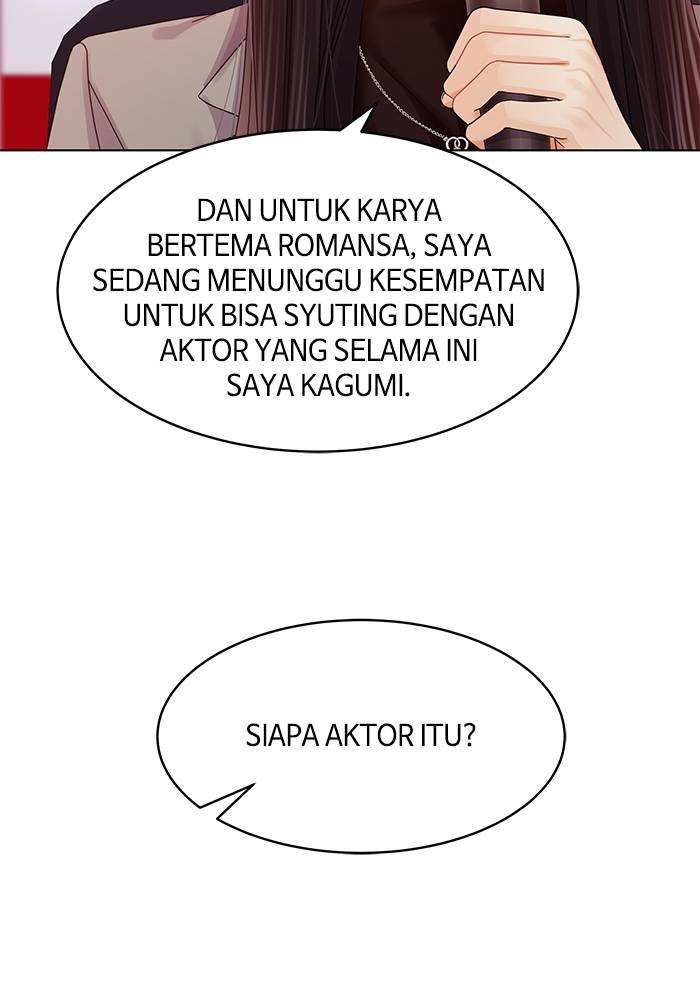 DAN UNTUK KARYA
BERTEMA ROMANSA, SAYA
SEDANG MENUNGGU KESEMPATAN
UNTUK BISA SYUTING DENGAN
AKTOR YANG SELAMA INI
SAYA KAGUMI.
SIAPA AKTOR ITU?